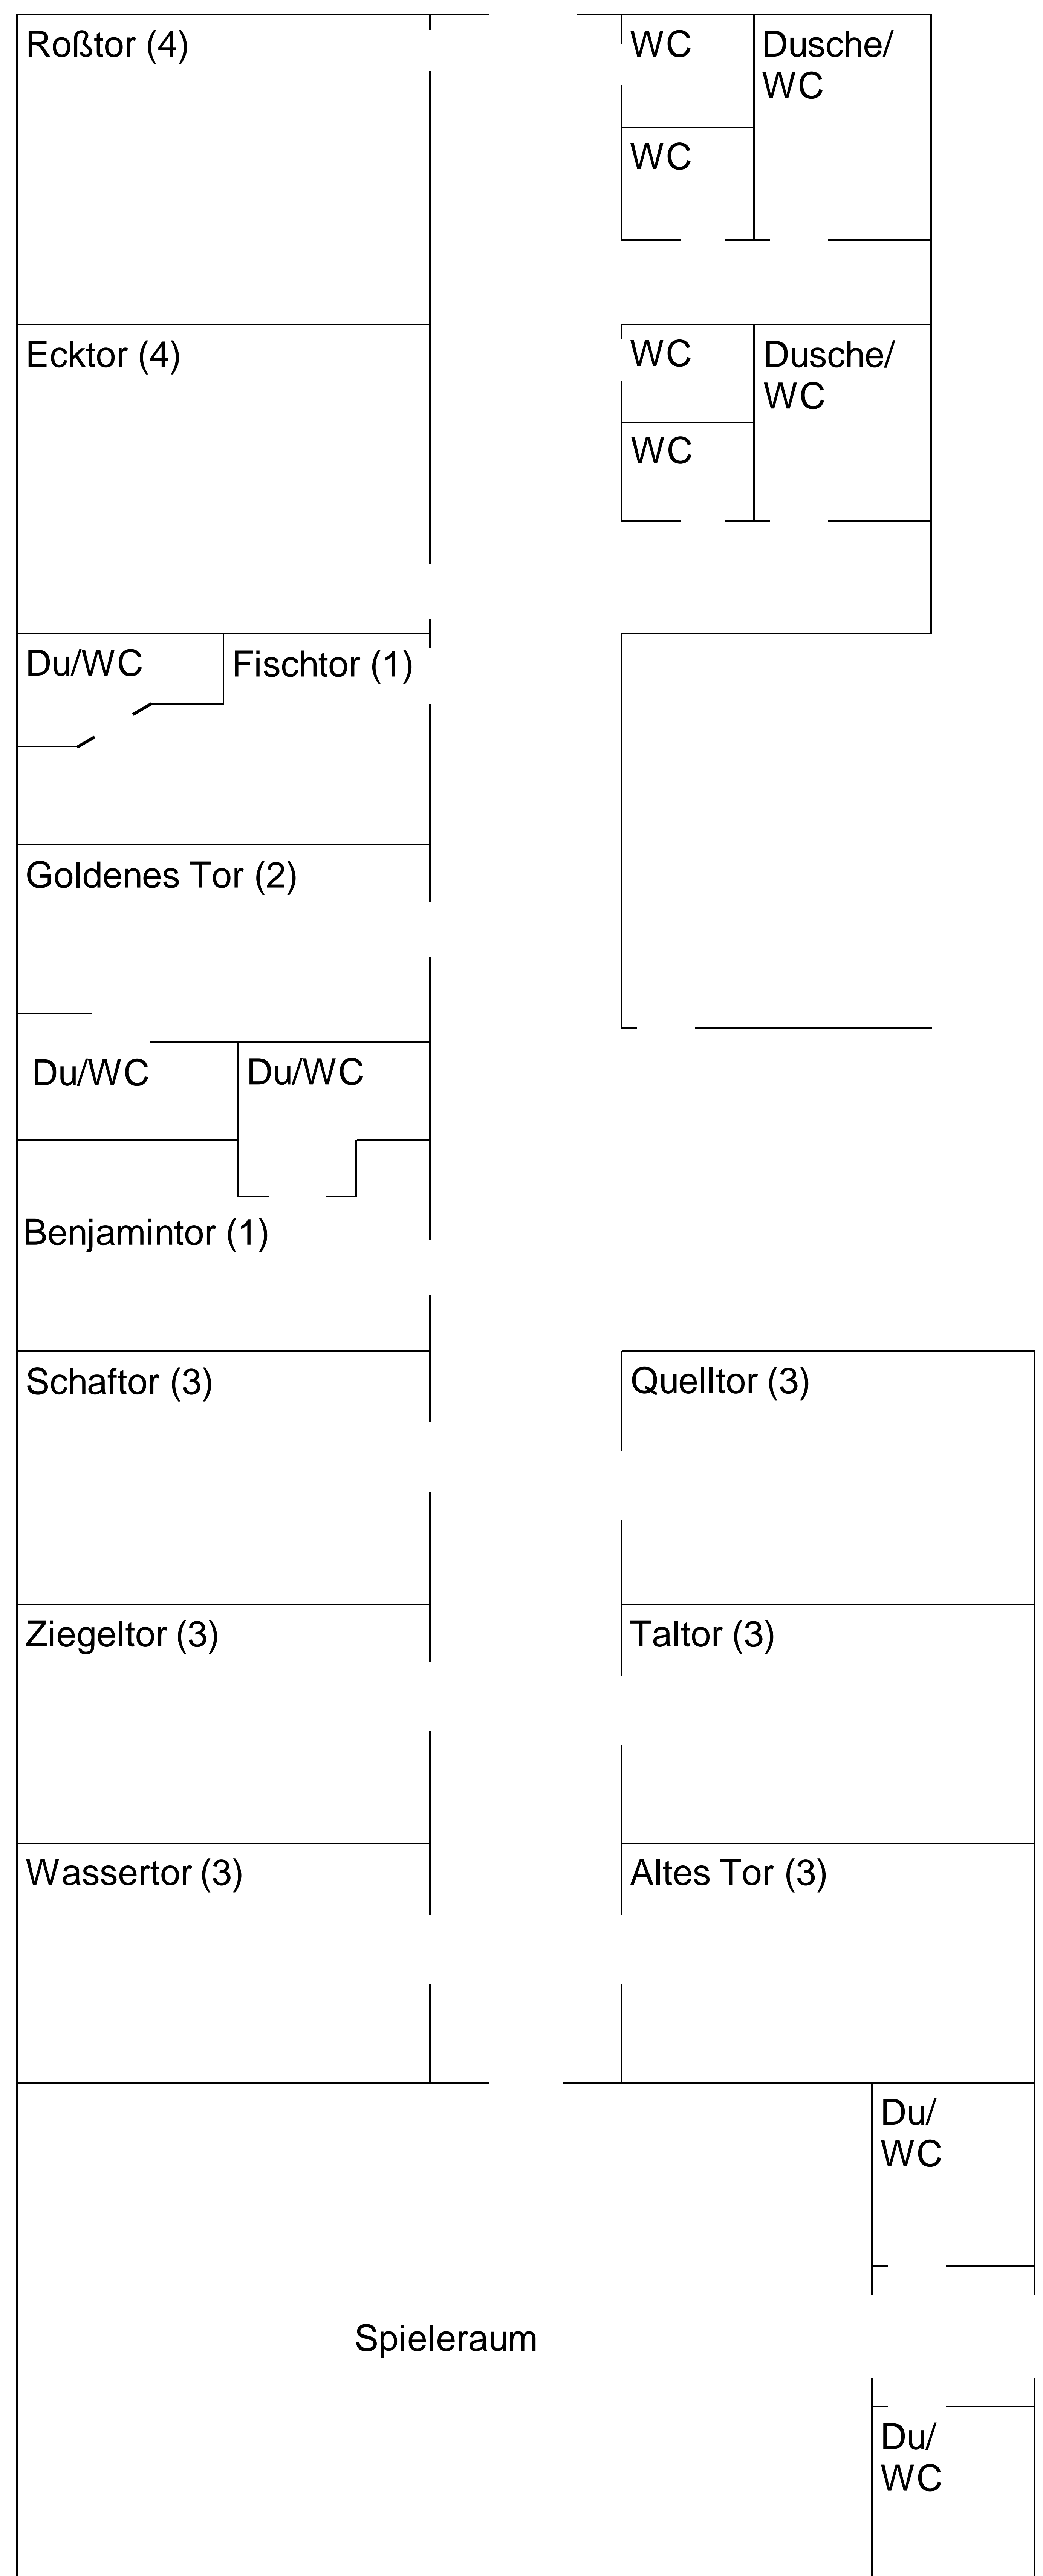 Roßtor (4)
WC
Dusche/
WC
WC
Ecktor (4)
WC
Dusche/
WC
WC
Du/WC
Fischtor (1)
Goldenes Tor (2)
Du/WC
Du/WC
Benjamintor (1)
Schaftor (3)
Quelltor (3)
Ziegeltor (3)
Taltor (3)
Wassertor (3)
Altes Tor (3)
Du/
WC
Spieleraum
Du/
WC